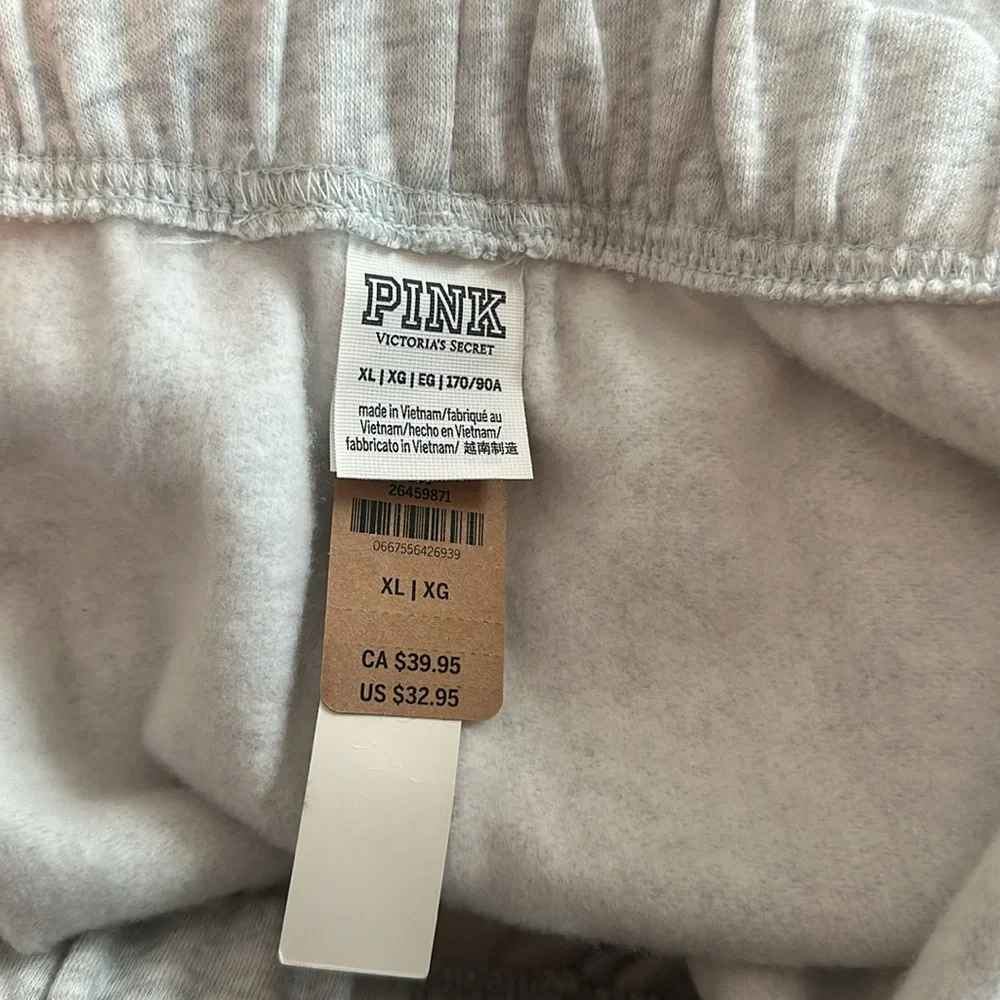 PINK
VICTORIA'S SECRET
XL | XG | EG | 170/90A
made in Vietnam/fabriqué au
Vietnam/hecho en Vietnam/
fabbricato in Vietnam/ 越南制造
26459871
0667556426939
XL | XG
CA $39.95
US $32.95